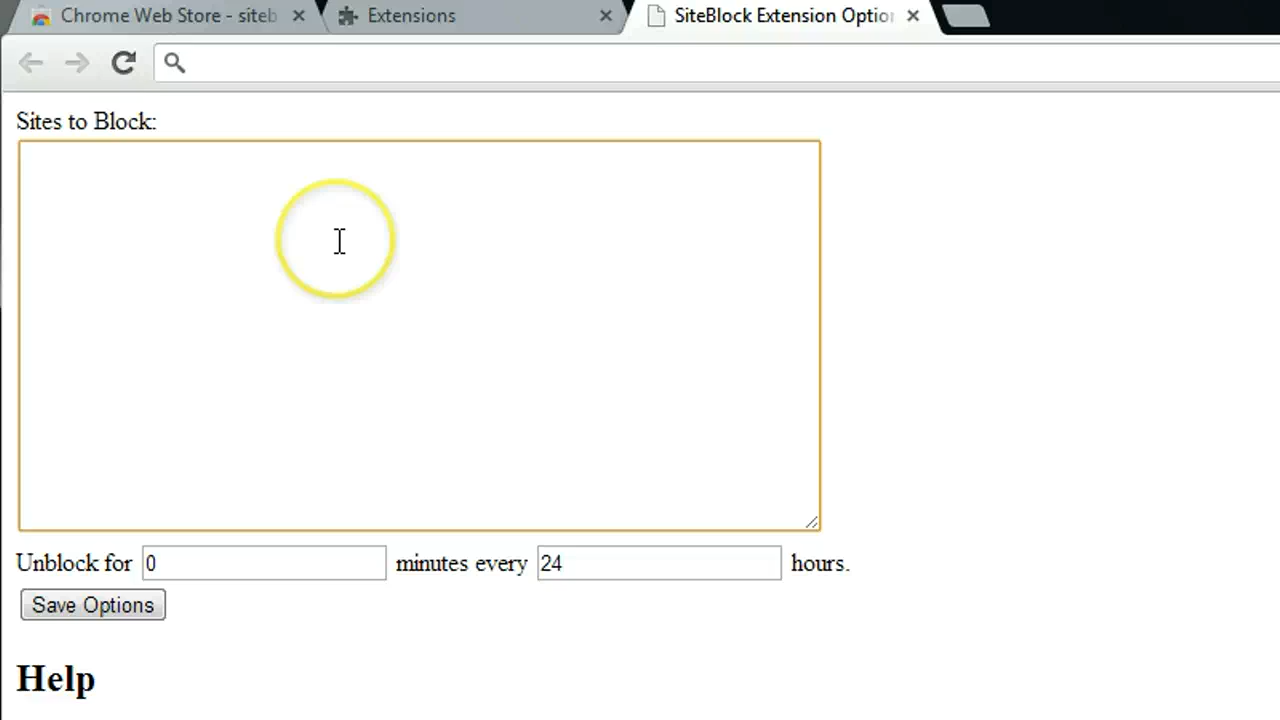 Chrome Web Store - siteb
Extensions
SiteBlock Extension Optio
Sites to Block:
Unblock for 0 minutes every 24 hours.
Save Options
Help